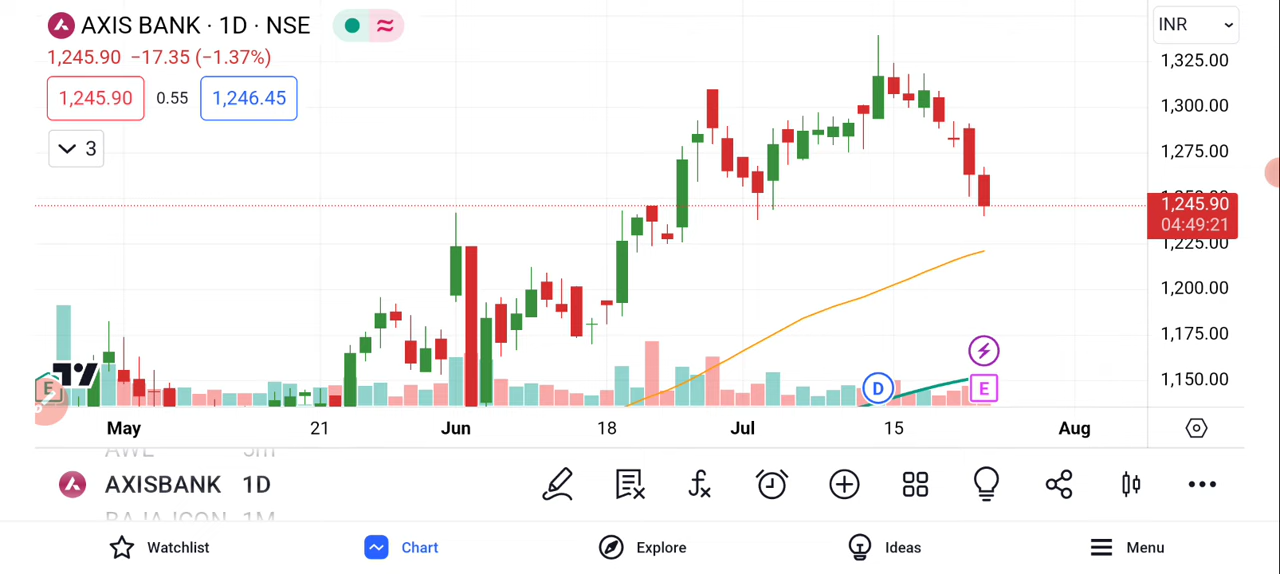 AXIS BANK · 1D · NSE
INR
1,245.90 −17.35 (−1.37%)
1,245.90 0.55 1,246.45
3
1,325.00
1,300.00
1,275.00
1,245.90
04:49:21
1,225.00
1,200.00
1,175.00
1,150.00
E
D
E
May 21 Jun 18 Jul 15 Aug
AXISBANK 1D
Watchlist Chart Explore Ideas Menu